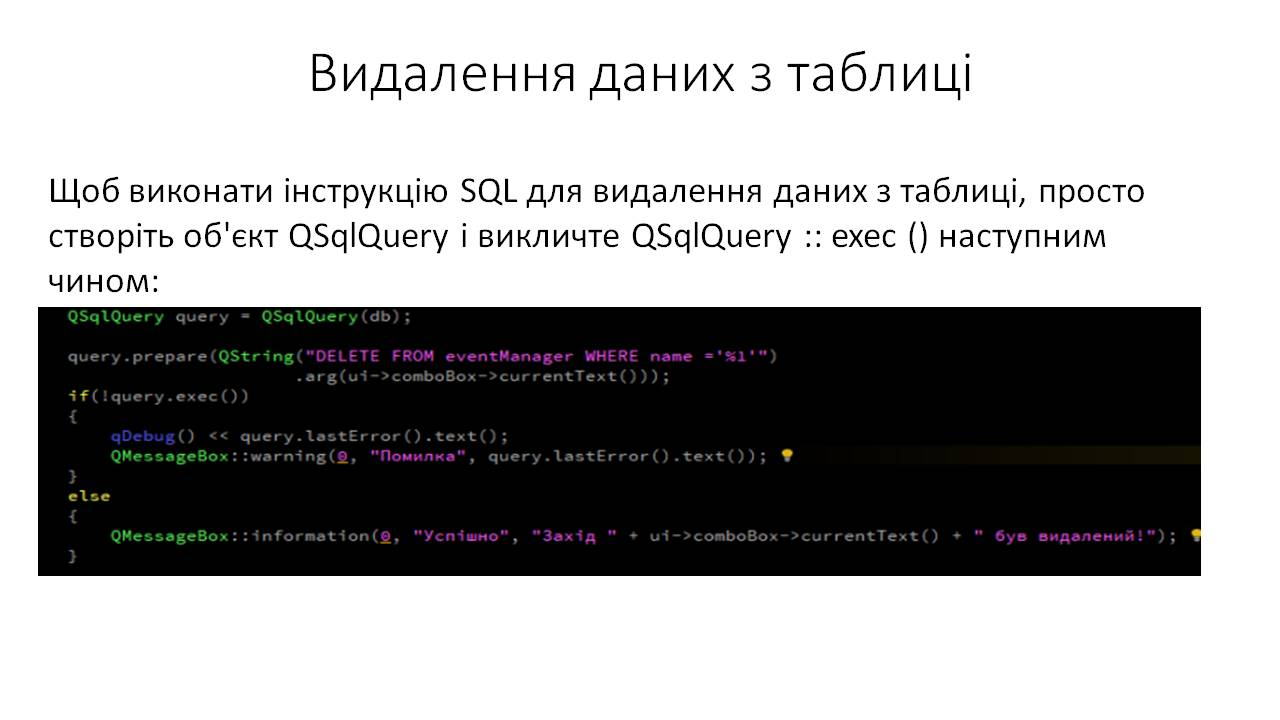 Видалення даних з таблиці
Щоб виконати інструкцію SQL для видалення даних з таблиці, просто
створіть об'єкт QSqlQuery і викличте QSqlQuery :: exec () наступним
чином:
QSqlQuery query = QSqlQuery(db);
query.prepare(QString("DELETE FROM eventManager WHERE name ='%1'")
.arg(ui->comboBox->currentText()));
if(!query.exec())
{
qDebug() << query.lastError().text();
QMessageBox::warning(0, "Помилка", query.lastError().text());
}
else
{
QMessageBox::information(0, "Успішно", "Захід " + ui->comboBox->currentText() + " був видалений!");
}